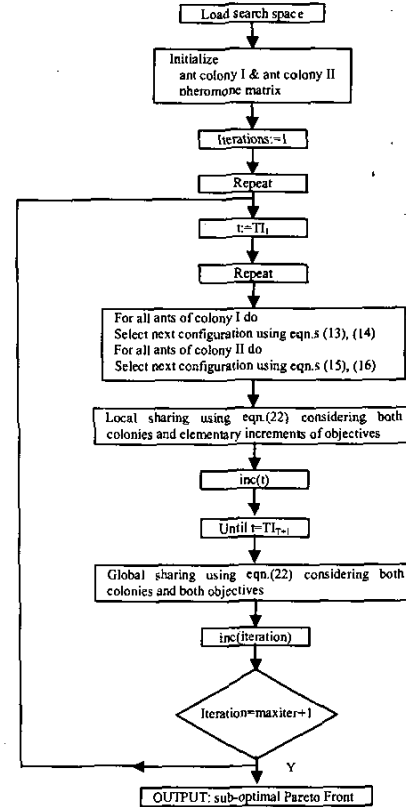 Load search space
Initialize
ant colony I & ant colony II
pheromone matrix
Iterations:=1
Repeat
t:=TI₁
Repeat
For all ants of colony I do
Select next configuration using eqn.s (13), (14)
For all ants of colony II do
Select next configuration using eqn.s (15), (16)
Local sharing using eqn.(22) considering both
colonies and elementary increments of objectives
inc(t)
Until t=TI_T+1
Global sharing using eqn.(22) considering both
colonies and both objectives
inc(iteration)
Iteration=maxiter+1
Y
OUTPUT: sub-optimal Pareto Front